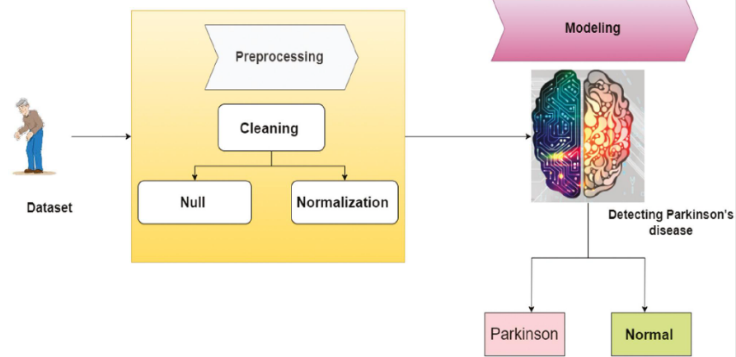 Modeling
Preprocessing
Cleaning
Null
Normalization
Dataset
Detecting Parkinson's
disease
Parkinson
Normal